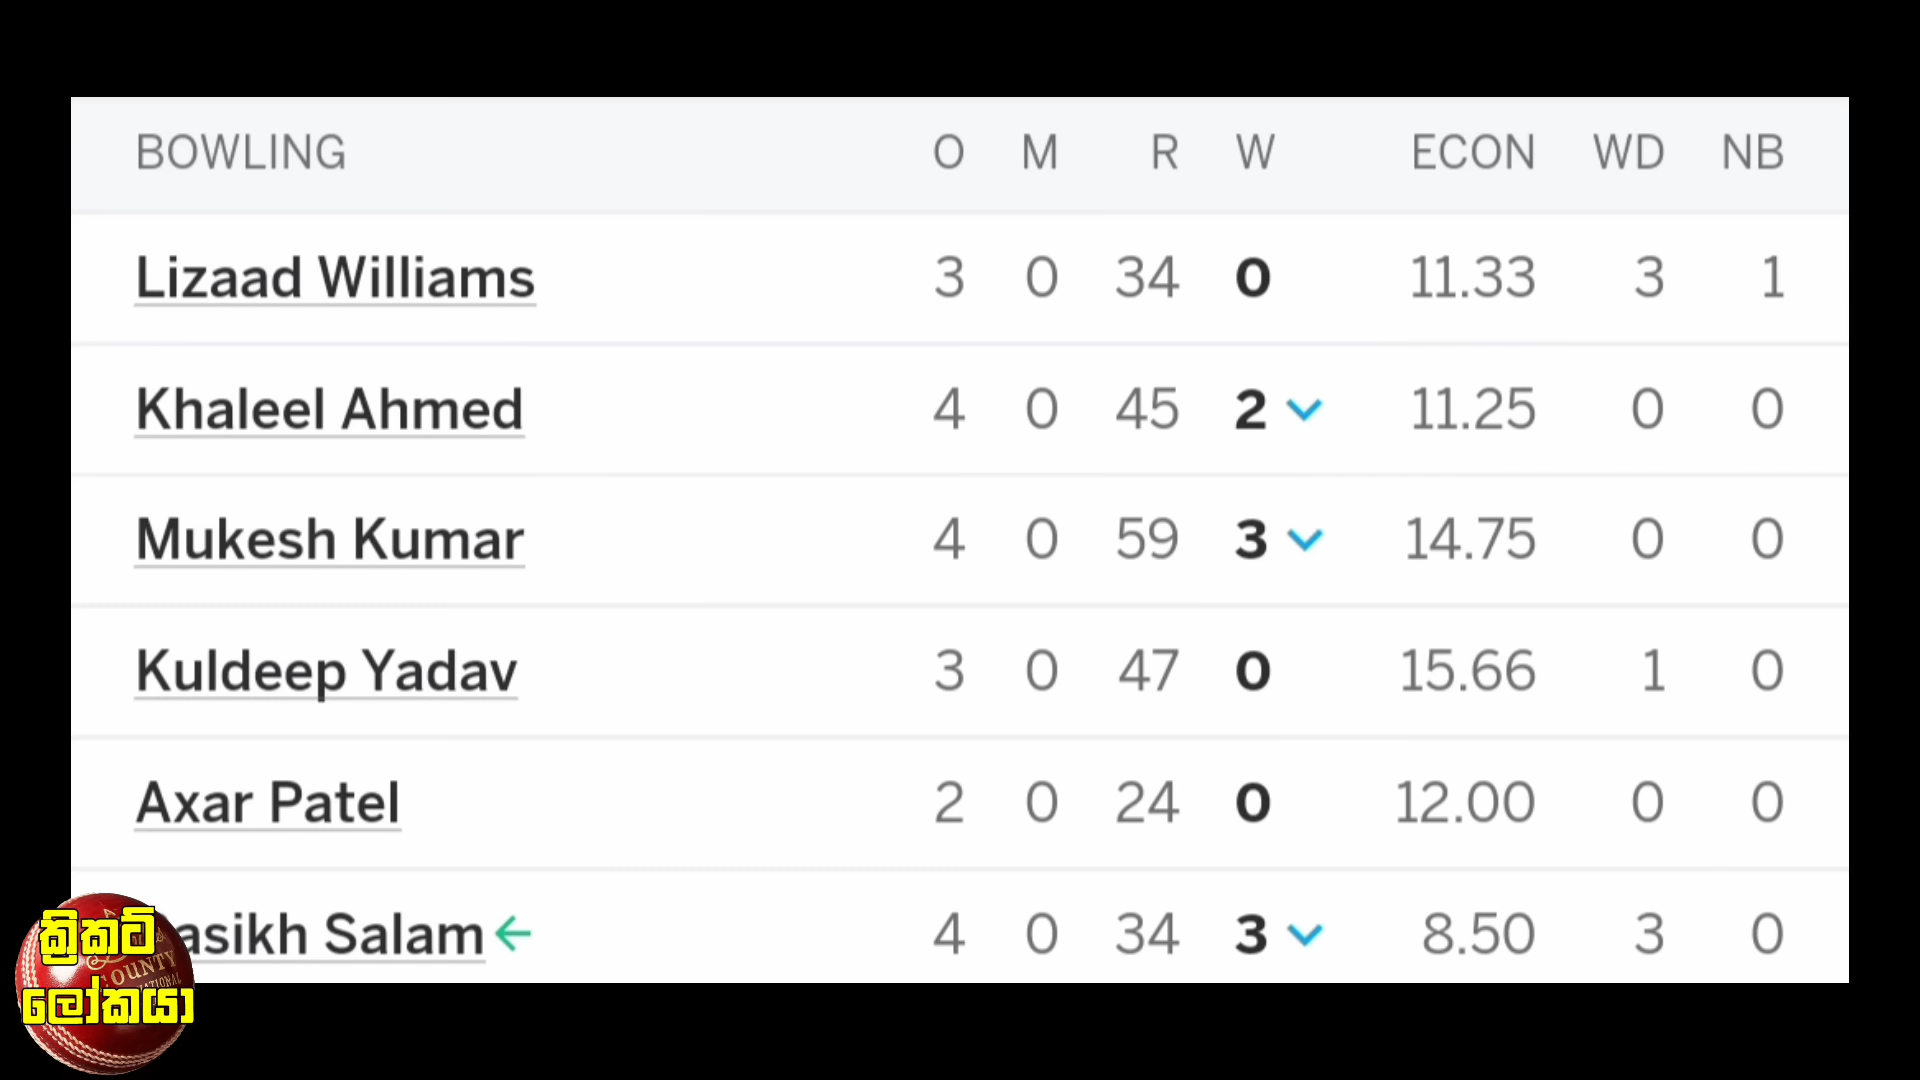 BOWLING O M R W ECON WD NB
Lizaad Williams 3 0 34 0 11.33 3 1
Khaleel Ahmed 4 0 45 2 11.25 0 0
Mukesh Kumar 4 0 59 3 14.75 0 0
Kuldeep Yadav 3 0 47 0 15.66 1 0
Axar Patel 2 0 24 0 12.00 0 0
asikh Salam 4 0 34 3 8.50 3 0
ක්‍රිකට්
ලෝකයා
COUNTY